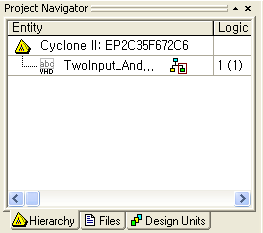 Project Navigator
Entity Logic
Cyclone II: EP2C35F672C6
abc VHD TwoInput_And... 1 (1)
Hierarchy Files Design Units